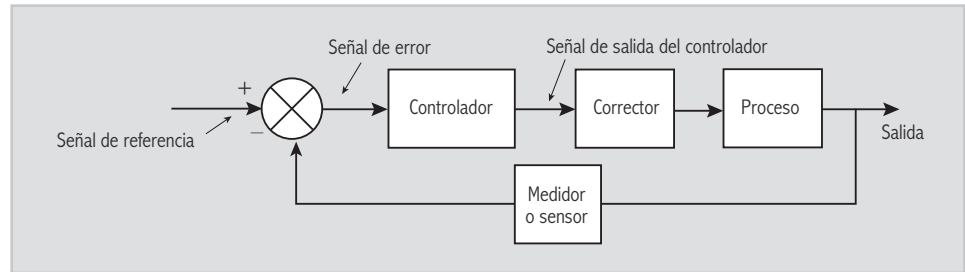 Señal de error
Señal de salida del controlador
+
Controlador
Corrector
Proceso
−
Señal de referencia
Salida
Medidor
o sensor